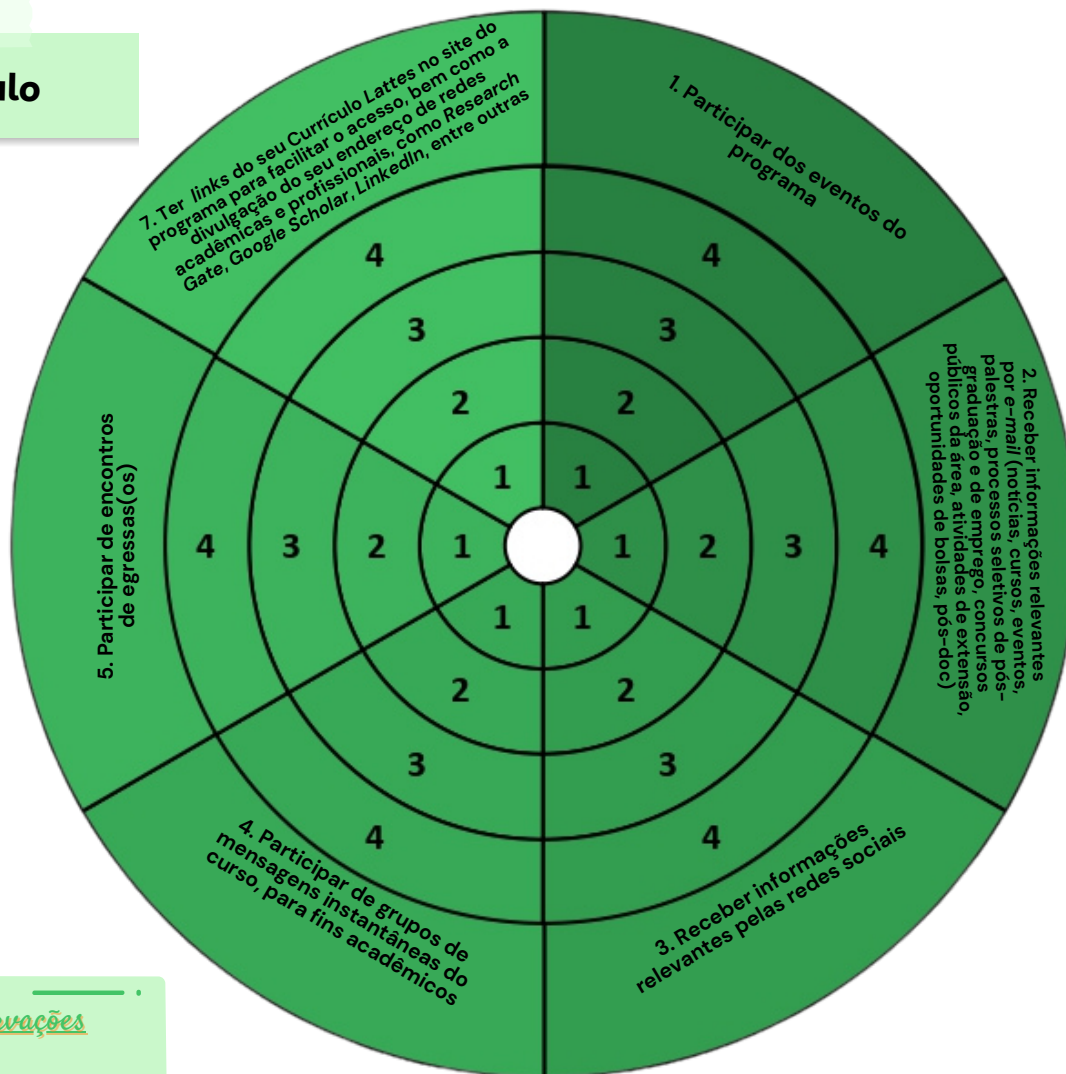 1. Participar dos eventos do
programa
2. Receber informações relevantes
por e-mail (notícias, cursos, eventos,
palestras, processos seletivos de pós-
graduação e de emprego, concursos
públicos da área, atividades de extensão,
oportunidades de bolsas, pós-doc)
3. Receber informações
relevantes pelas redes sociais
4. Participar de grupos de
mensagens instantâneas do
curso, para fins acadêmicos
5. Participar de encontros
de egressas(os)
7. Ter links do seu Currículo Lattes no site do
programa para facilitar o acesso, bem como a
divulgação do seu endereço de redes
acadêmicas e profissionais, como Research
Gate, Google Scholar, LinkedIn, entre outras
4 4
3 3
2 2
1 1
4 3 2 1 1 2 3 4
1 1
2 2
3 3
4 4